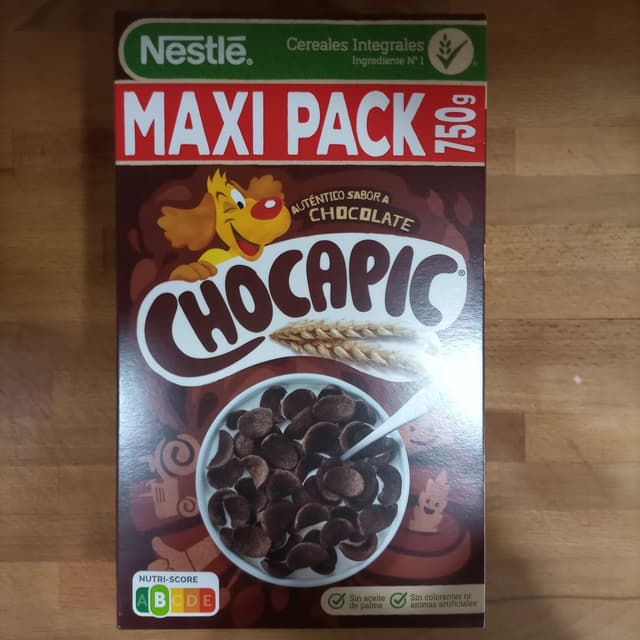 Nestlé®
Cereales Integrales
Ingrediente Nº 1
MAXI PACK 750g
AUTÉNTICO SABOR A
CHOCOLATE
CHOCAPIC®
NUTRI-SCORE
A B C D E
Sin aceite
de palma
Sin colorantes ni
aromas artificiales